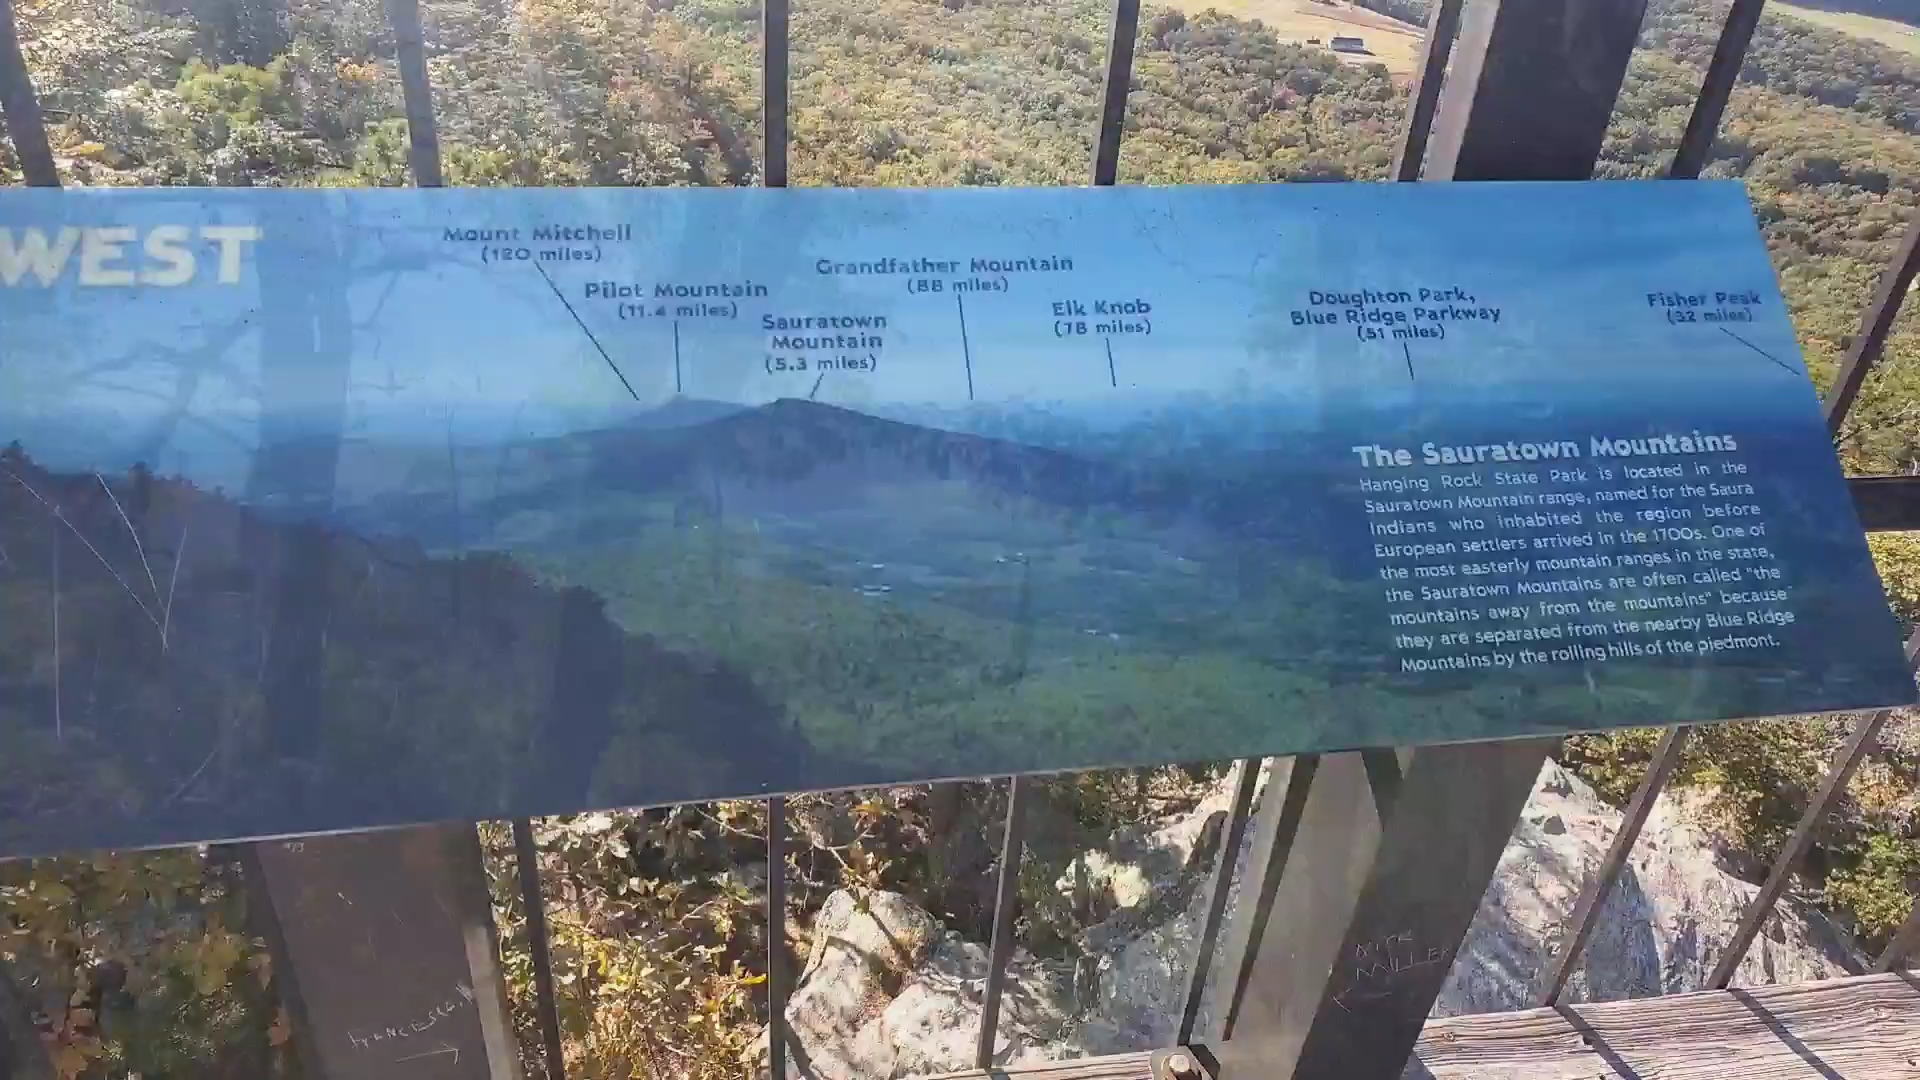 WEST
Mount Mitchell
(120 miles)
Pilot Mountain
(11.4 miles)
Sauratown
Mountain
(5.3 miles)
Grandfather Mountain
(88 miles)
Elk Knob
(78 miles)
Doughton Park,
Blue Ridge Parkway
(51 miles)
Fisher Peak
(32 miles)
The Sauratown Mountains
Hanging Rock State Park is located in the
Sauratown Mountain range, named for the Saura
Indians who inhabited the region before
European settlers arrived in the 1700s. One of
the most easterly mountain ranges in the state,
the Sauratown Mountains are often called "the
mountains away from the mountains" because
they are separated from the nearby Blue Ridge
Mountains by the rolling hills of the piedmont.
MILLER